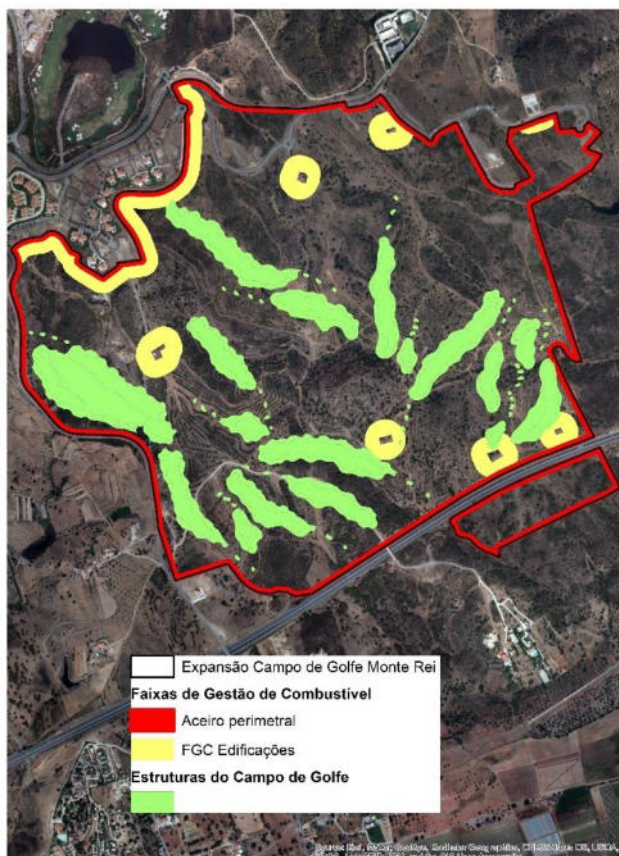 Expansão Campo de Golfe Monte Rei
Faixas de Gestão de Combustível
Aceiro perimetral
FGC Edificações
Estruturas do Campo de Golfe